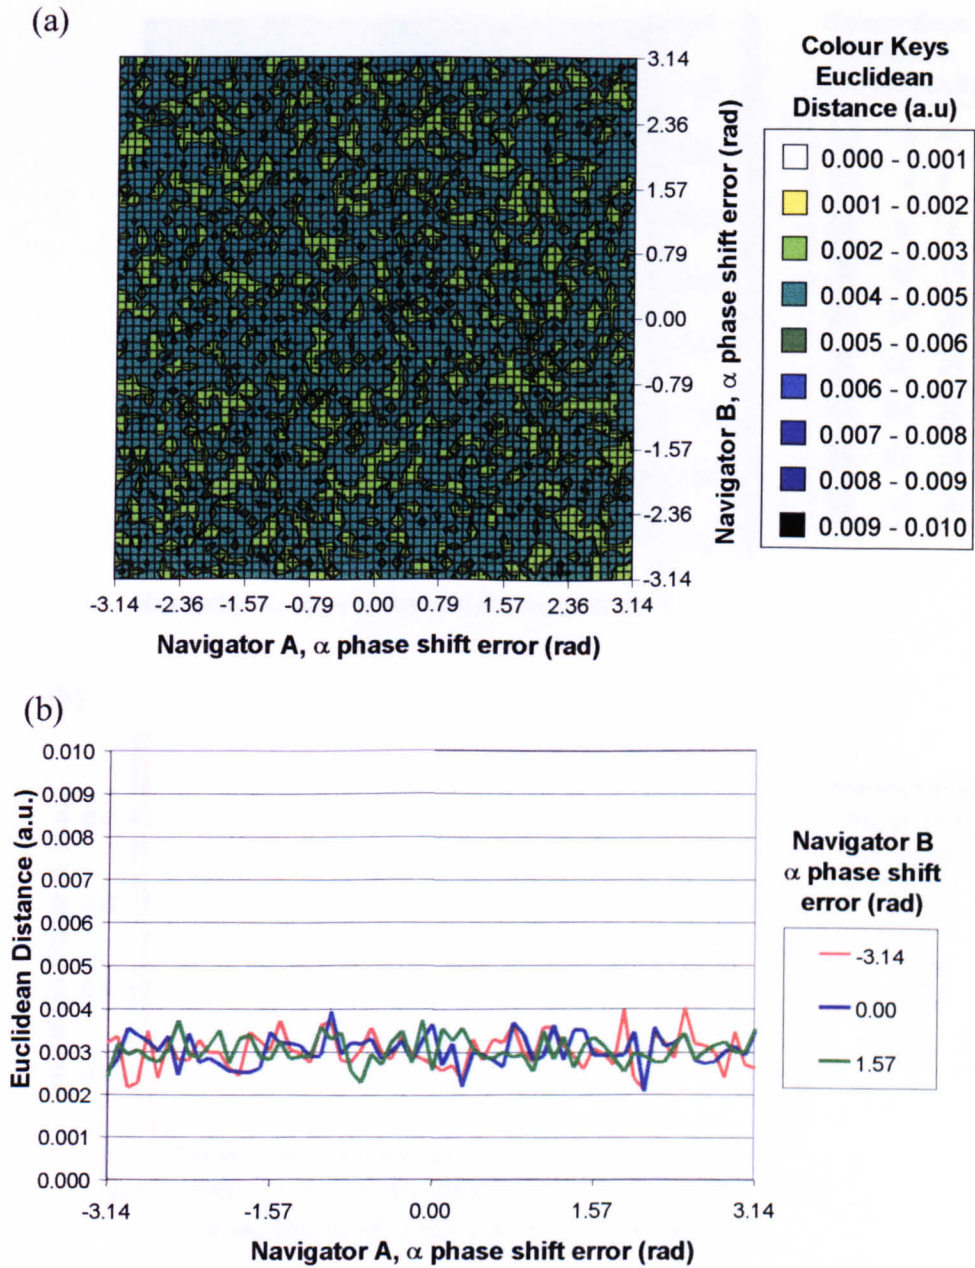 (a)
Colour Keys
Euclidean
Distance (a.u)
0.000 - 0.001
0.001 - 0.002
0.002 - 0.003
0.004 - 0.005
0.005 - 0.006
0.006 - 0.007
0.007 - 0.008
0.008 - 0.009
0.009 - 0.010
3.14
2.36
1.57
0.79
0.00
-0.79
-1.57
-2.36
-3.14
Navigator B, α phase shift error (rad)
-3.14 -2.36 -1.57 -0.79 0.00 0.79 1.57 2.36 3.14
Navigator A, α phase shift error (rad)
(b)
Euclidean Distance (a.u.)
0.010
0.009
0.008
0.007
0.006
0.005
0.004
0.003
0.002
0.001
0.000
-3.14 -1.57 0.00 1.57 3.14
Navigator A, α phase shift error (rad)
Navigator B
α phase shift
error (rad)
-3.14
0.00
1.57